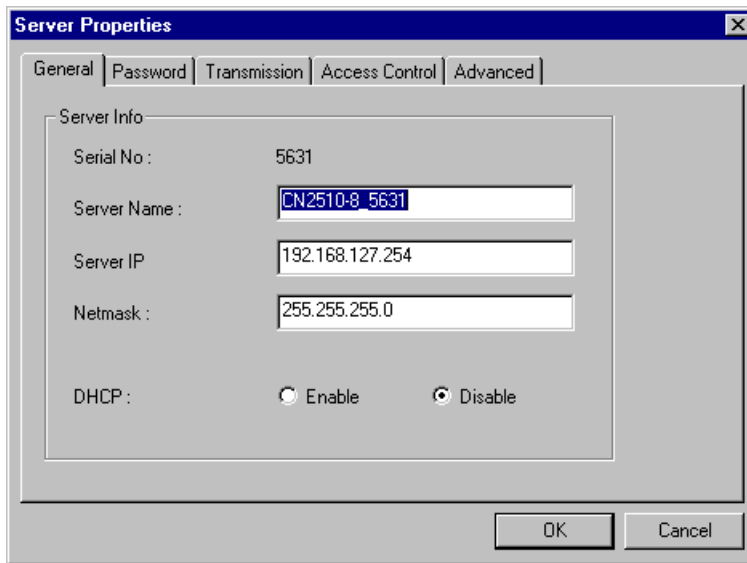 Server Properties
General Password Transmission Access Control Advanced
Server Info
Serial No : 5631
Server Name : CN2510-8_5631
Server IP 192.168.127.254
Netmask : 255.255.255.0
DHCP : Enable Disable
OK Cancel